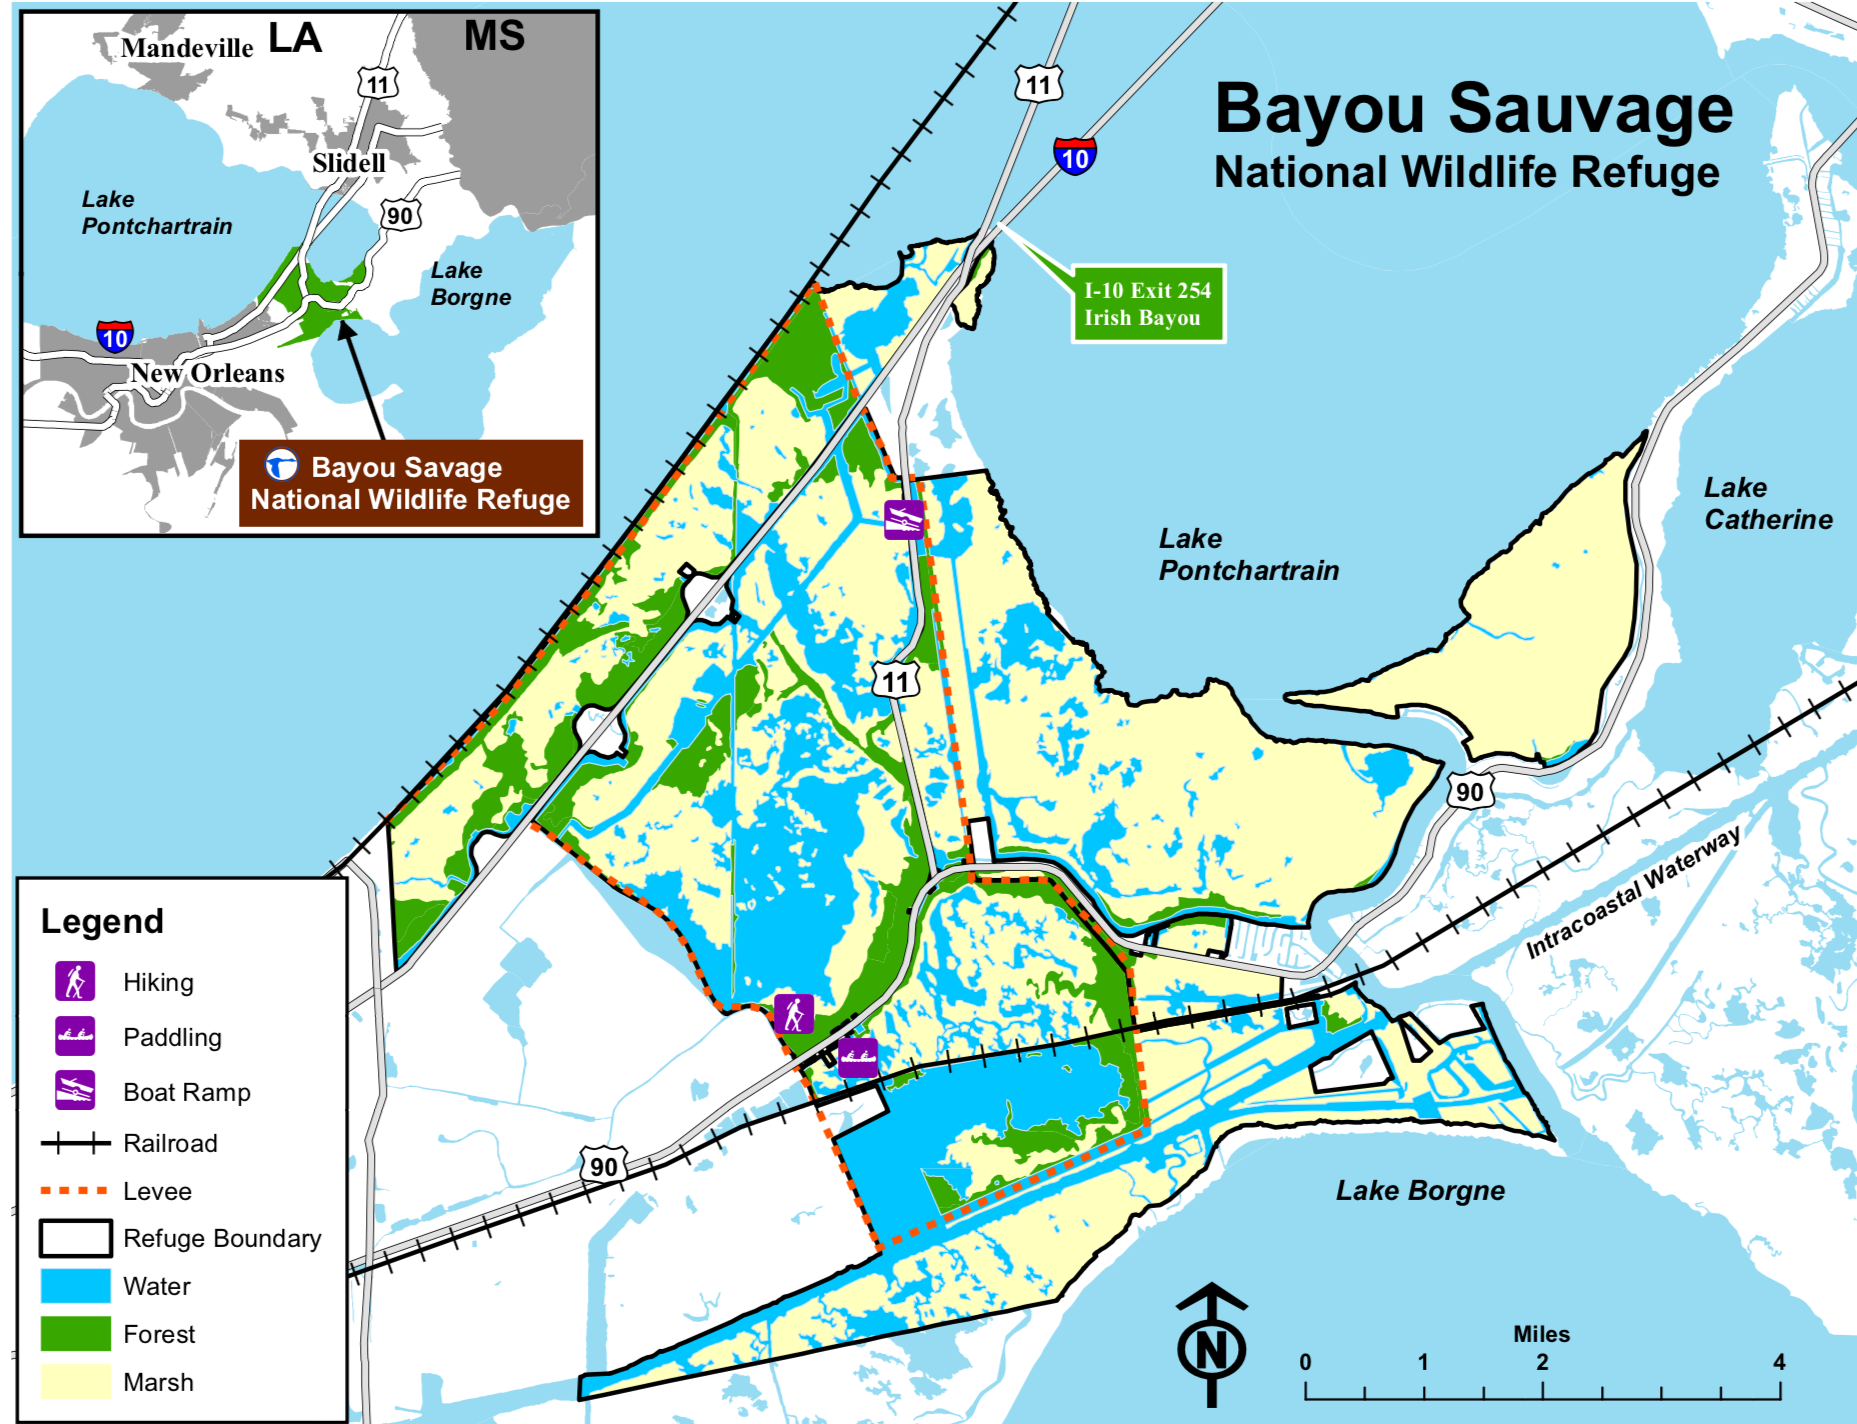 Mandeville
LA
MS
11
Slidell
90
Lake
Pontchartrain
Lake
Borgne
10
New Orleans
Bayou Savage
National Wildlife Refuge
11
10
Bayou Sauvage
National Wildlife Refuge
I-10 Exit 254
Irish Bayou
Lake
Catherine
Lake
Pontchartrain
11
90
Intracoastal Waterway
90
Lake Borgne
Legend
Hiking
Paddling
Boat Ramp
Railroad
Levee
Refuge Boundary
Water
Forest
Marsh
N
Miles
0 1 2 4